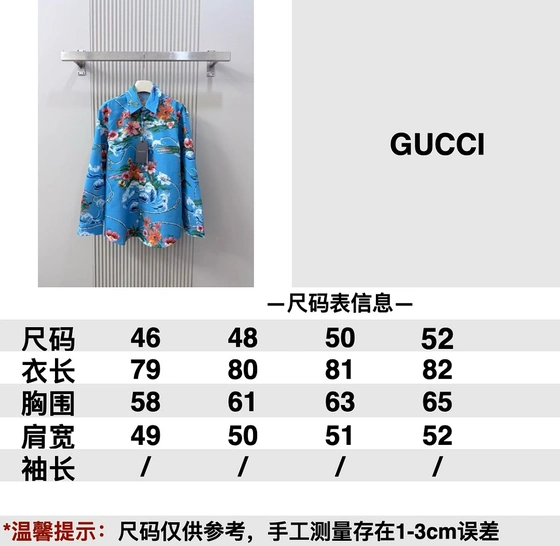 GUCCI
—尺码表信息—
尺码 46 48 50 52
衣长 79 80 81 82
胸围 58 61 63 65
肩宽 49 50 51 52
袖长 / / / /
*温馨提示：尺码仅供参考，手工测量存在1-3cm误差